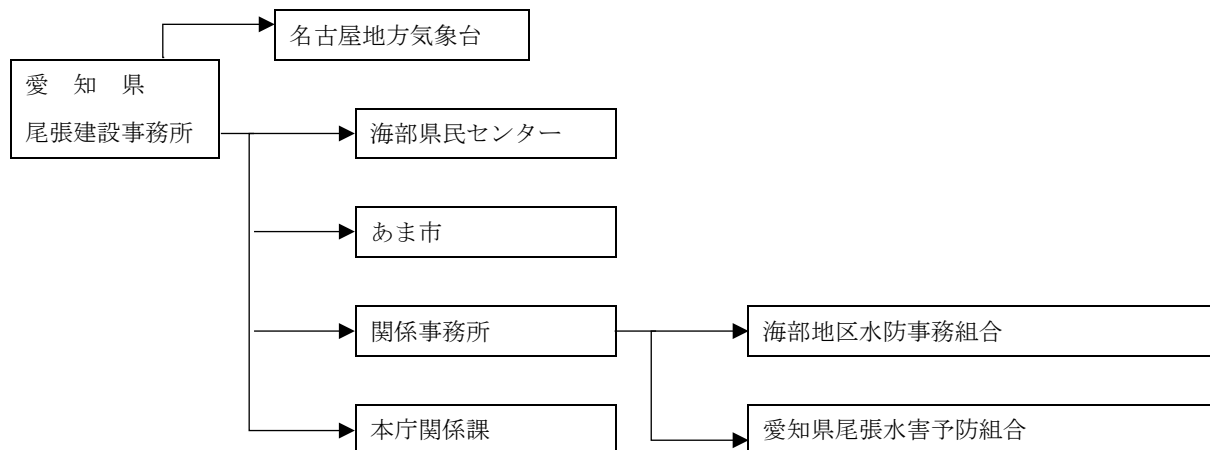 名古屋地方気象台
愛　知　県
尾張建設事務所
海部県民センター
あま市
関係事務所
海部地区水防事務組合
本庁関係課
愛知県尾張水害予防組合